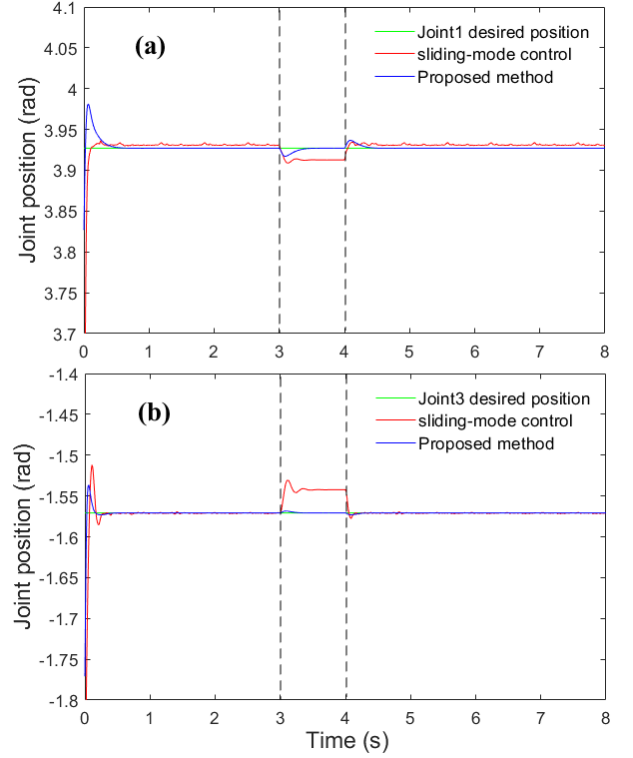 4.1
4.05
4
3.95
3.9
3.85
3.8
3.75
3.7
Joint position (rad)
(a)
Joint1 desired position
sliding-mode control
Proposed method
0 1 2 3 4 5 6 7 8
-1.4
-1.45
-1.5
-1.55
-1.6
-1.65
-1.7
-1.75
-1.8
Joint position (rad)
(b)
Joint3 desired position
sliding-mode control
Proposed method
0 1 2 3 4 5 6 7 8
Time (s)